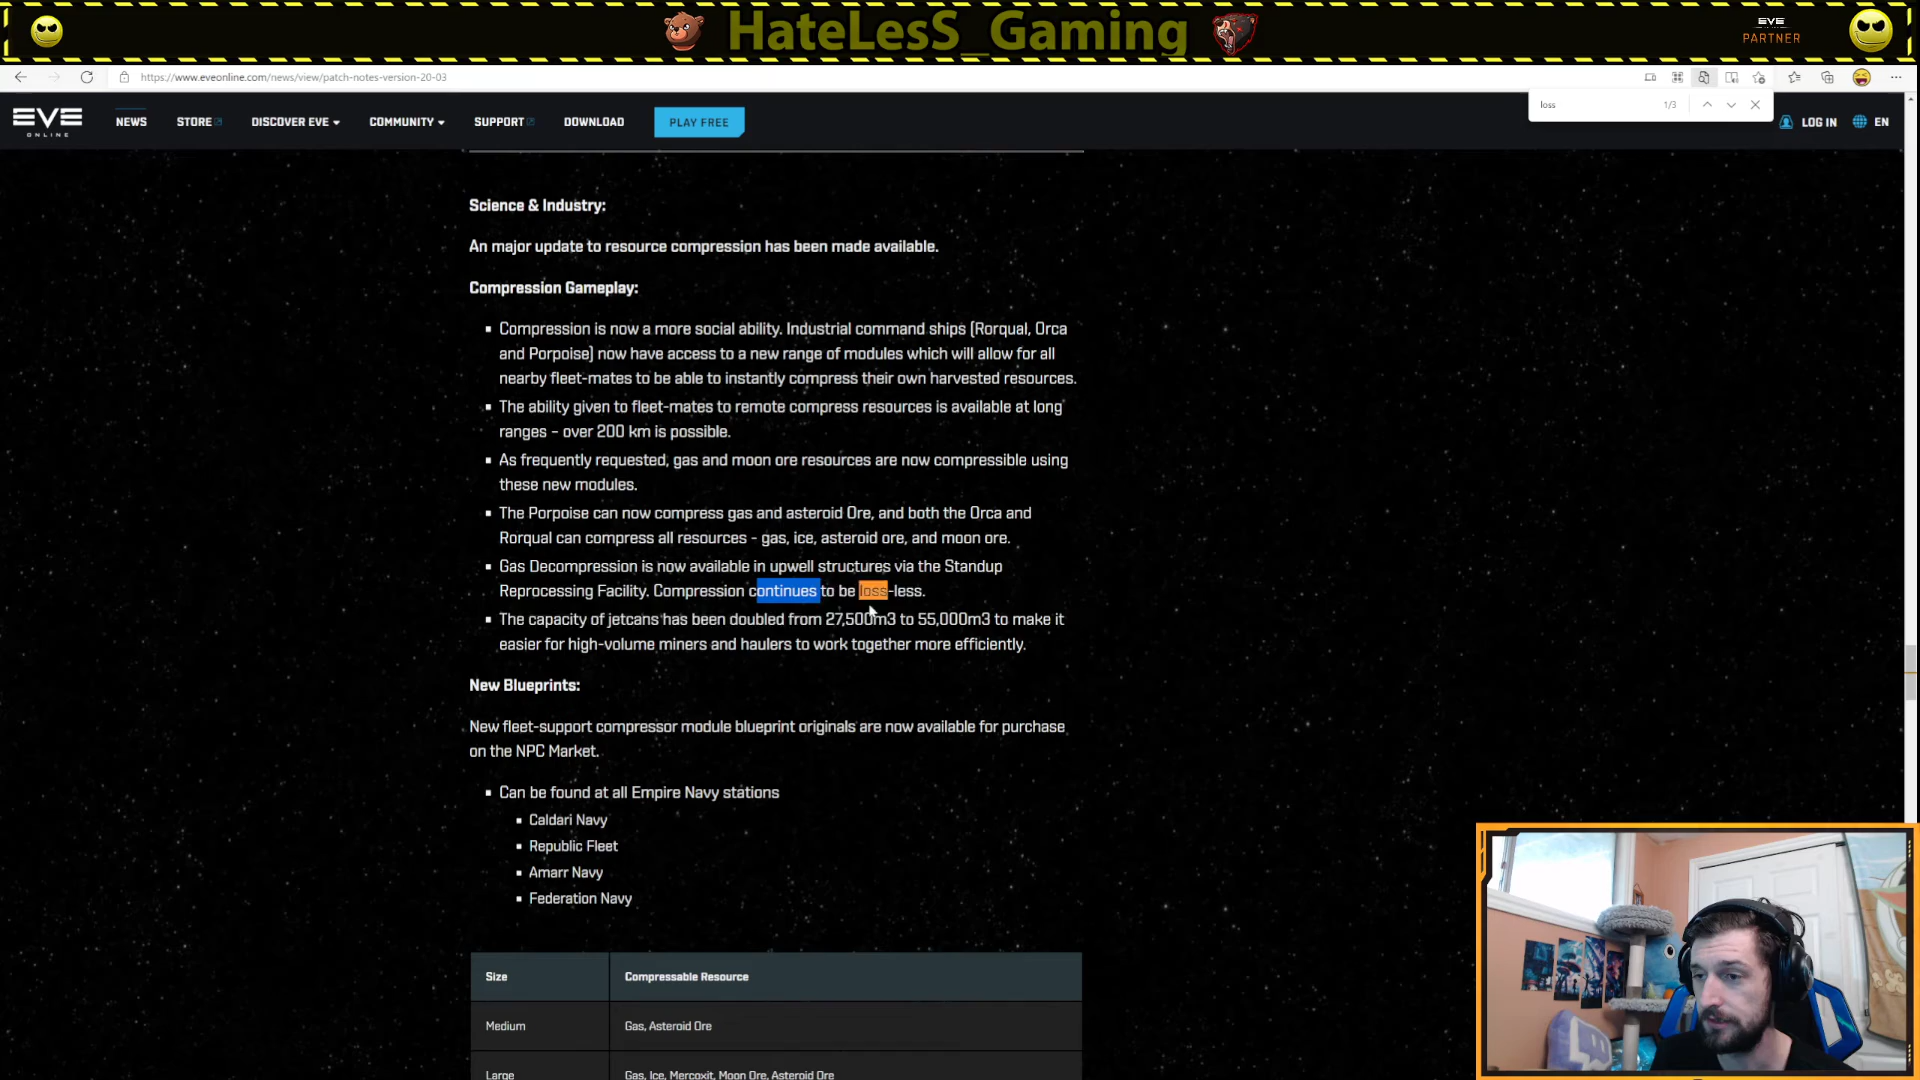 HateLesS_Gaming
EVE
PARTNER
https://www.eveonline.com/news/view/patch-notes-version-20-03
loss
1/3
EVE
ONLINE
NEWS
STORE
DISCOVER EVE
COMMUNITY
SUPPORT
DOWNLOAD
PLAY FREE
LOG IN
EN
Science & Industry:
An major update to resource compression has been made available.
Compression Gameplay:
Compression is now a more social ability. Industrial command ships (Rorqual, Orca
and Porpoise) now have access to a new range of modules which will allow for all
nearby fleet-mates to be able to instantly compress their own harvested resources.
The ability given to fleet-mates to remote compress resources is available at long
ranges – over 200 km is possible.
As frequently requested, gas and moon ore resources are now compressible using
these new modules.
The Porpoise can now compress gas and asteroid Ore, and both the Orca and
Rorqual can compress all resources - gas, ice, asteroid ore, and moon ore.
Gas Decompression is now available in upwell structures via the Standup
Reprocessing Facility. Compression continues to be loss-less.
The capacity of jetcans has been doubled from 27,500m3 to 55,000m3 to make it
easier for high-volume miners and haulers to work together more efficiently.
New Blueprints:
New fleet-support compressor module blueprint originals are now available for purchase
on the NPC Market.
Can be found at all Empire Navy stations
Caldari Navy
Republic Fleet
Amarr Navy
Federation Navy
Size
Compressable Resource
Medium
Gas, Asteroid Ore
Large
Gas, Ice, Mercoxit, Moon Ore, Asteroid Ore